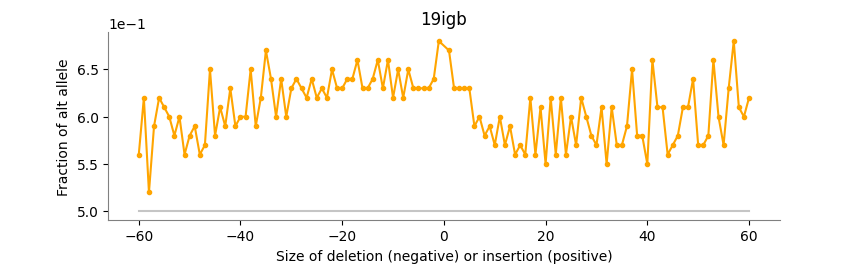 19igb
1e−1
Fraction of alt allele
6.5
6.0
5.5
5.0
−60 −40 −20 0 20 40 60
Size of deletion (negative) or insertion (positive)